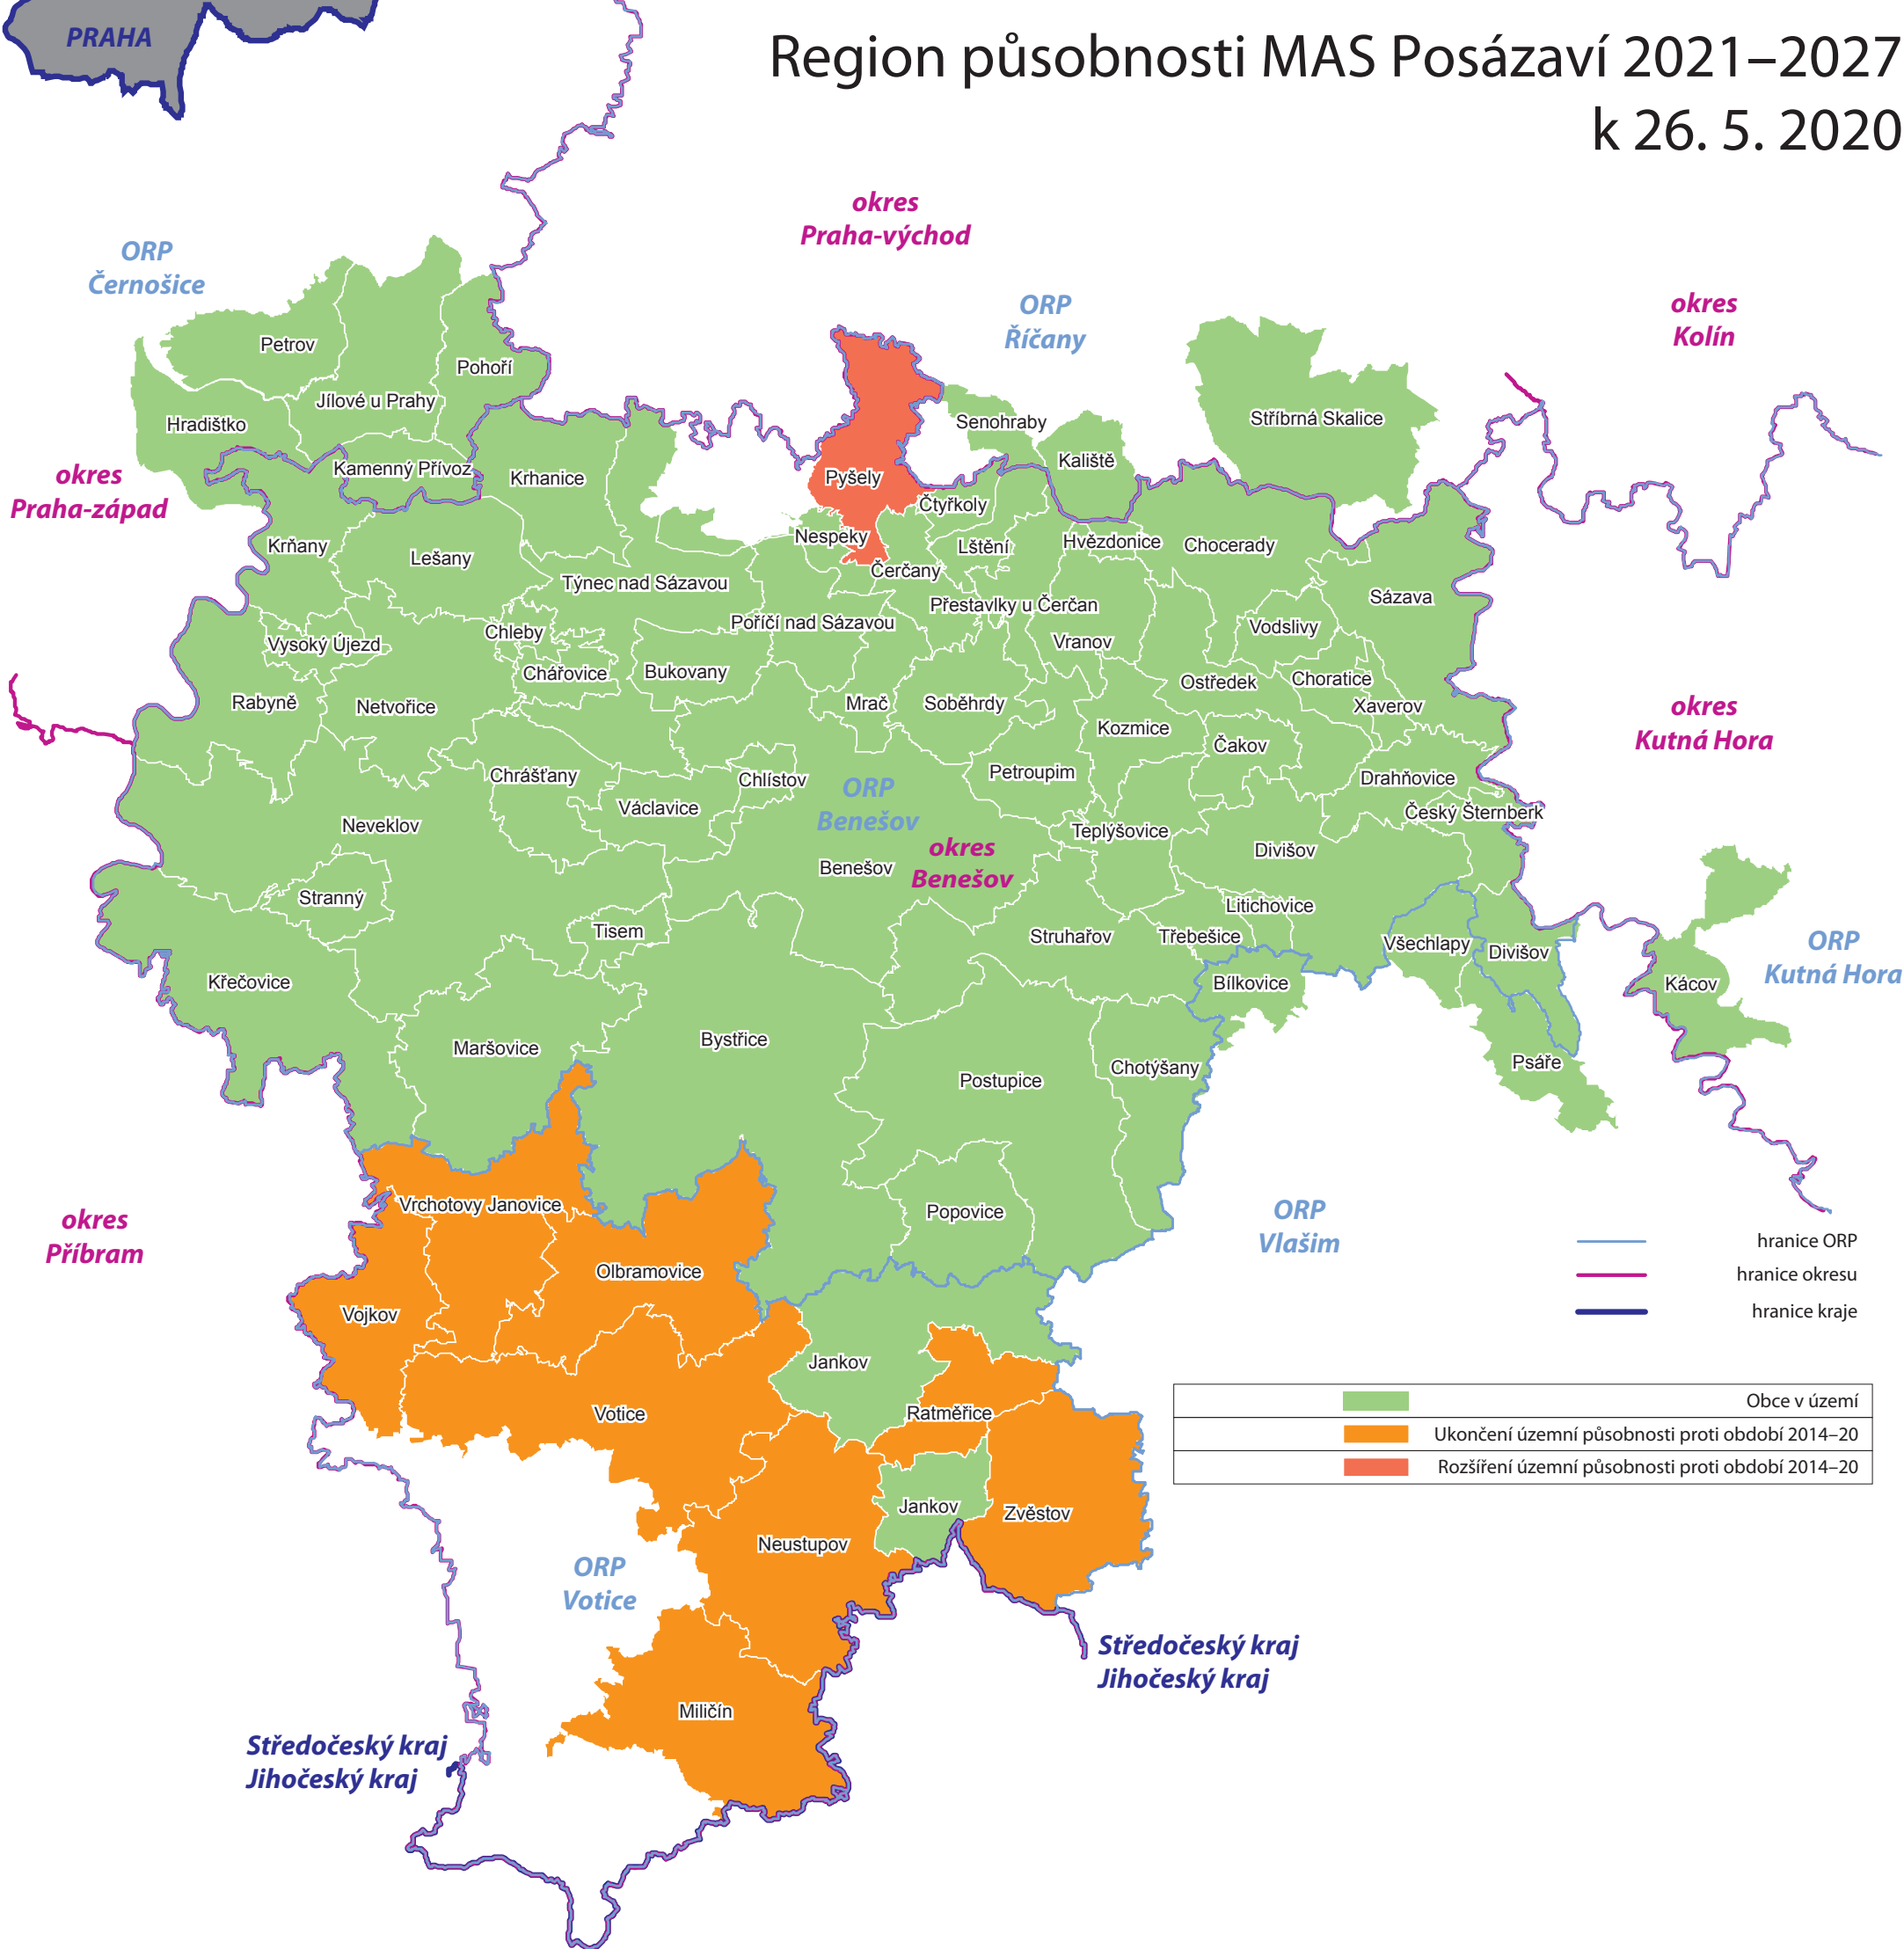 PRAHA
Region působnosti MAS Posázaví 2021–2027
k 26. 5. 2020
okres
Praha-východ
ORP
Černošice
ORP
Říčany
okres
Kolín
Petrov
Pohoří
Jílové u Prahy
Hradištko
Senohraby
Stříbrná Skalice
Kaliště
Kamenný Přívoz
okres
Praha-západ
Krhanice
Pyšely
Čtyřkoly
Nespeky
Krňany
Lešany
Lštění
Hvězdonice
Chocerady
Čerčany
Týnec nad Sázavou
Sázava
Přestavlky u Čerčan
Poříčí nad Sázavou
Vodslivy
Chleby
Vysoký Újezd
Vranov
Chářovice
Bukovany
Ostředek
Choratice
Rabyně
Netvořice
Mrač
Soběhrdy
Xaverov
okres
Kutná Hora
Kozmice
Čakov
Chrášťany
Chlístov
Petroupim
Drahňovice
ORP
Benešov
Václavice
Český Šternberk
Neveklov
Teplýšovice
okres
Benešov
Divišov
Benešov
Stranný
Litichovice
Tisem
Struhařov
Třebešice
Všechlapy
Divišov
ORP
Kutná Hora
Křečovice
Bílkovice
Kácov
Bystřice
Maršovice
Psáře
Chotýšany
Postupice
Vrchotovy Janovice
Popovice
okres
Příbram
ORP
Vlašim
hranice ORP
hranice okresu
hranice kraje
Olbramovice
Vojkov
Jankov
Obce v území
Votice
Ratměřice
Ukončení územní působnosti proti období 2014–20
Rozšíření územní působnosti proti období 2014–20
Jankov
Zvěstov
Neustupov
ORP
Votice
Středočeský kraj
Jihočeský kraj
Miličín
Středočeský kraj
Jihočeský kraj